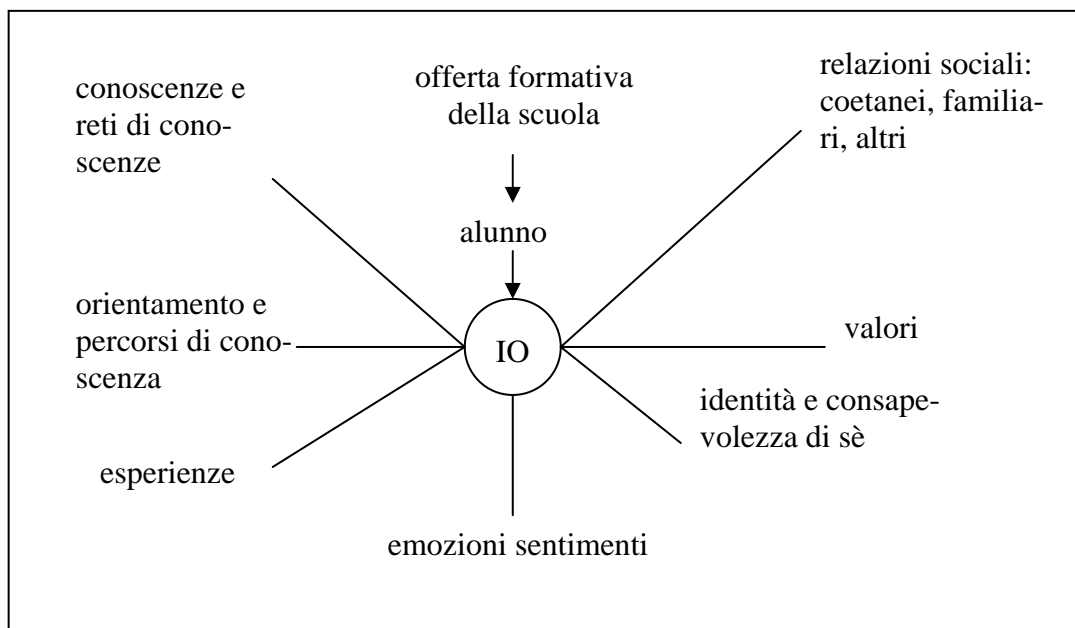 conoscenze e
reti di cono-
scenze
offerta formativa
della scuola
relazioni sociali:
coetanei, familia-
ri, altri
alunno
orientamento e
percorsi di cono-
scenza
IO
valori
identità e consape-
volezza di sè
esperienze
emozioni sentimenti